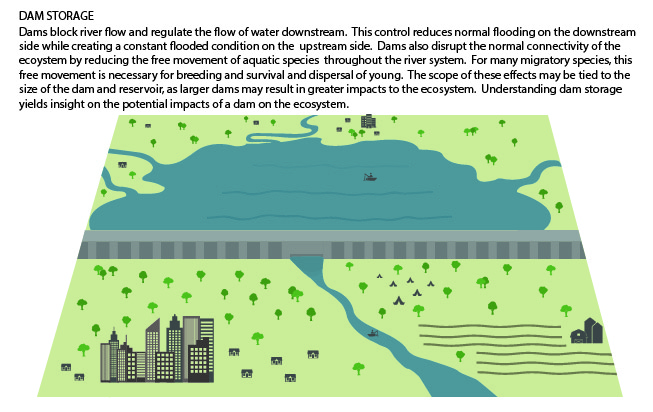 DAM STORAGE
Dams block river flow and regulate the flow of water downstream. This control reduces normal flooding on the downstream
side while creating a constant flooded condition on the upstream side. Dams also disrupt the normal connectivity of the
ecoystem by reducing the free movement of aquatic species throughout the river system. For many migratory species, this
free movement is necessary for breeding and survival and dispersal of young. The scope of these effects may be tied to the
size of the dam and reservoir, as larger dams may result in greater impacts to the ecosystem. Understanding dam storage
yields insight on the potential impacts of a dam on the ecosystem.